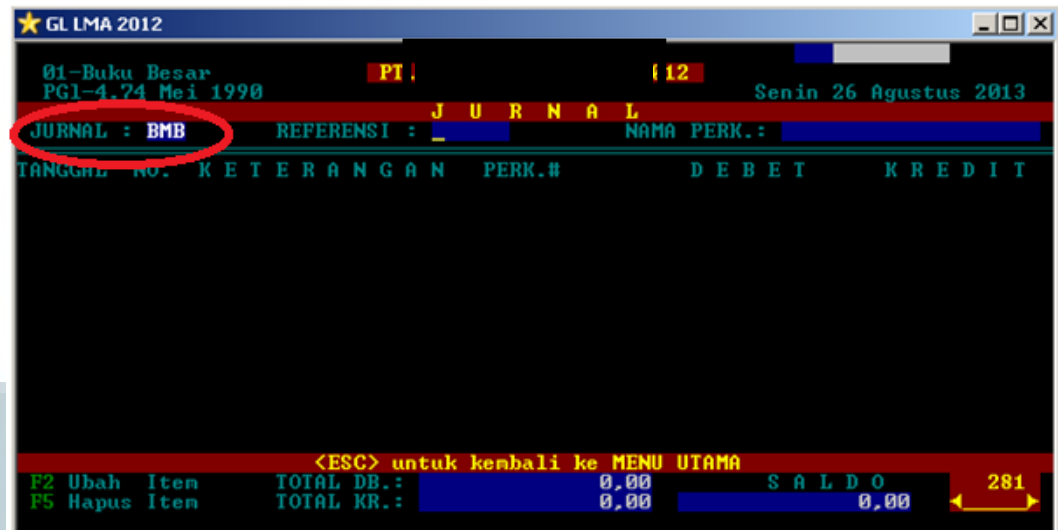 GL LMA 2012
01-Buku Besar PT. 12
PGl-4.74 Mei 1990 Senin 26 Agustus 2013
J U R N A L
JURNAL : BMB REFERENSI : _ NAMA PERK.:
TANGGAL NO. K E T E R A N G A N PERK.# D E B E T K R E D I T
<ESC> untuk kembali ke MENU UTAMA
F2 Ubah Item TOTAL DB.: 0,00 S A L D O 281
F5 Hapus Item TOTAL KR.: 0,00 0,00